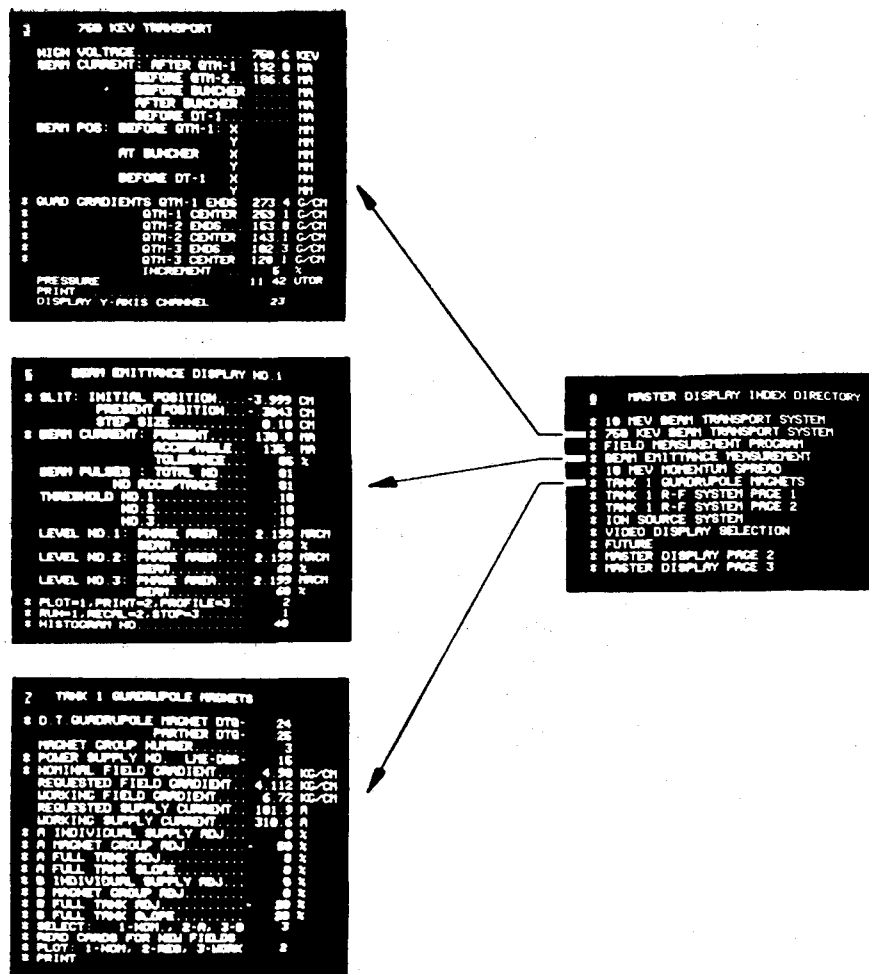 3 750 KEV TRANSPORT
HIGH VOLTAGE.............. 750.6 KEV
BEAM CURRENT: AFTER QTM-1 192.0 MA
BEFORE QTM-2.. 186.6 MA
BEFORE BUNCHER...... MA
AFTER BUNCHER....... MA
BEFORE DT-1......... MA
BEAM POS: BEFORE QTM-1: X MM
Y MM
AT BUNCHER X MM
Y MM
BEFORE DT-1 X MM
Y MM
* QUAD GRADIENTS QTM-1 ENDS 273.4 G/CM
* QTM-1 CENTER 269.1 G/CM
* QTM-2 ENDS... 153.0 G/CM
* QTM-2 CENTER 143.1 G/CM
* QTM-3 ENDS... 102.3 G/CM
* QTM-3 CENTER 120.1 G/CM
INCREMENT %
PRESSURE 11.42 UTOR
PRINT
DISPLAY Y-AXIS CHANNEL 23
BEAM EMITTANCE DISPLAY NO.1
* SLIT: INITIAL POSITION.... -3.999 CM
PRESENT POSITION... -.3043 CM
STEP SIZE.......... 0.10 CM
* BEAM CURRENT: PRESENT..... 130.0 MA
ACCEPTABLE.. 135. MA
TOLERANCE... %
BEAM PULSES : TOTAL NO.... 01
NO ACCEPTANCE....... 01
THRESHOLD NO.1............ .10
NO.2............ .10
NO.3............ .10
LEVEL NO.1: PHASE AREA.... 2.199 MRCM
BEAM.......... 60 %
LEVEL NO.2: PHASE AREA.... 2.199 MRCM
BEAM.......... 60 %
LEVEL NO.3: PHASE AREA.... 2.199 MRCM
BEAM.......... 60 %
* PLOT=1,PRINT=2,PROFILE=3.. 2
* RUN=1,RECAL=2,STOP=3...... 1
* HISTOGRAM NO.............. 40
7 TANK 1 QUADRUPOLE MAGNETS
* D.T.QUADRUPOLE MAGNET DTQ- 24
PARTNER DTQ- 25
MAGNET GROUP NUMBER....... 3
* POWER SUPPLY NO. 15
* NOMINAL FIELD GRADIENT.... 4.90 KG/CM
REQUESTED FIELD GRADIENT.. 4.112 KG/CM
WORKING FIELD GRADIENT.... 6.72 KG/CM
REQUESTED SUPPLY CURRENT.. 181.9 A
WORKING SUPPLY CURRENT.... 310.6 A
* A INDIVIDUAL SUPPLY ADJ... 0 %
* A MAGNET GROUP ADJ........ %
* A FULL TANK ADJ........... 0 %
* A FULL TANK SLOPE......... 0 %
* B INDIVIDUAL SUPPLY ADJ... 0 %
* B MAGNET GROUP ADJ........ 0 %
* B FULL TANK ADJ........... %
* B FULL TANK SLOPE......... %
* SELECT: 1-NOM., 2-A, 3-B 3
* READ CARDS FOR NEW FIELDS
* PLOT: 1-NOM, 2-REQ, 3-WORK 2
* PRINT
0 MASTER DISPLAY INDEX DIRECTORY
* 10 MEV BEAM TRANSPORT SYSTEM
* 750 KEV BEAM TRANSPORT SYSTEM
* FIELD MEASUREMENT PROGRAM
* BEAM EMITTANCE MEASUREMENT
* 10 MEV MOMENTUM SPREAD
* TANK 1 QUADRUPOLE MAGNETS
* TANK 1 R-F SYSTEM PAGE 1
* TANK 1 R-F SYSTEM PAGE 2
* ION SOURCE SYSTEM
* VIDEO DISPLAY SELECTION
* FUTURE
* MASTER DISPLAY PAGE 2
* MASTER DISPLAY PAGE 3